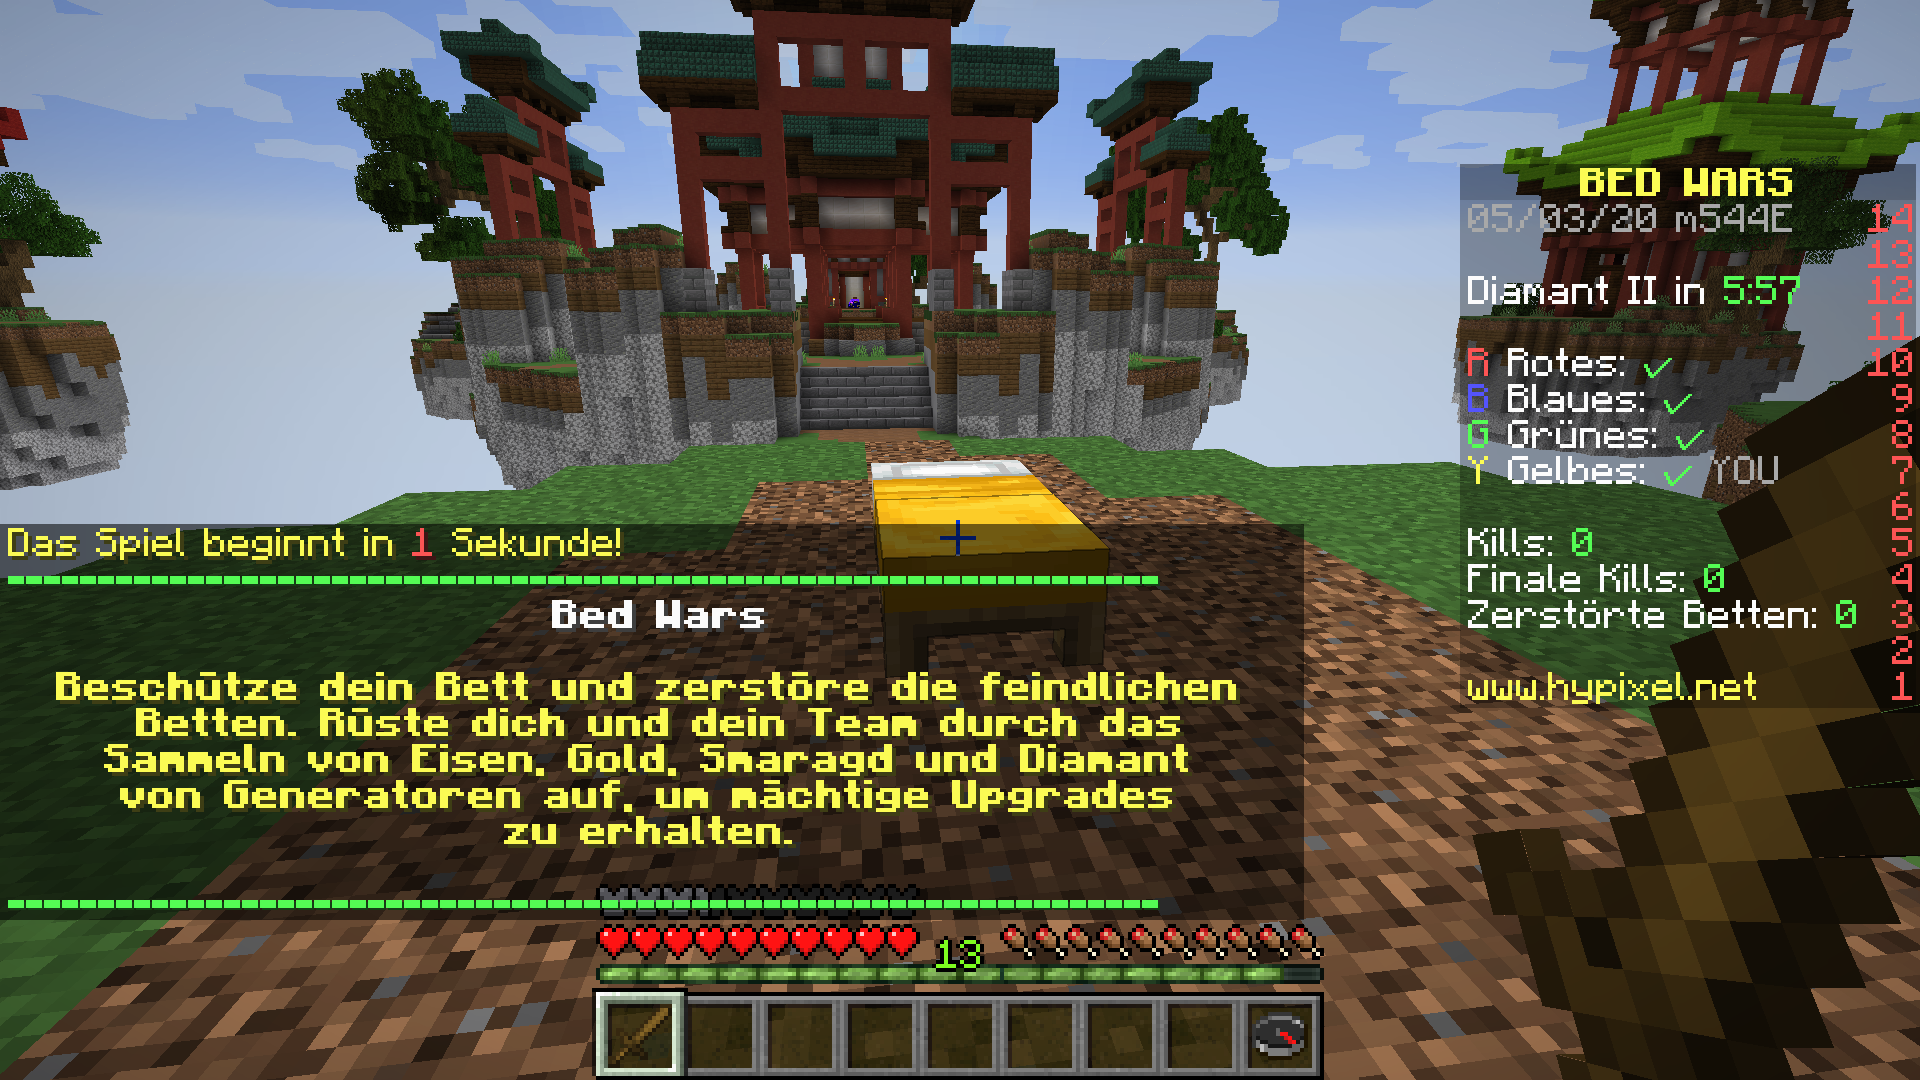 Das Spiel beginnt in 1 Sekunde!
Bed Wars
Beschütze dein Bett und zerstöre die feindlichen
Betten. Rüste dich und dein Team durch das
Sammeln von Eisen, Gold, Smaragd und Diamant
von Generatoren auf, um mächtige Upgrades
zu erhalten.
13
BED WARS
05/03/20 m544E 14
13
Diamant II in 5:57 12
11
R Rotes: ✓ 10
B Blaues: ✓ 9
G Grünes: ✓ 8
Y Gelbes: ✓ YOU 7
6
Kills: 0 5
Finale Kills: 0 4
Zerstörte Betten: 0 3
2
www.hypixel.net 1